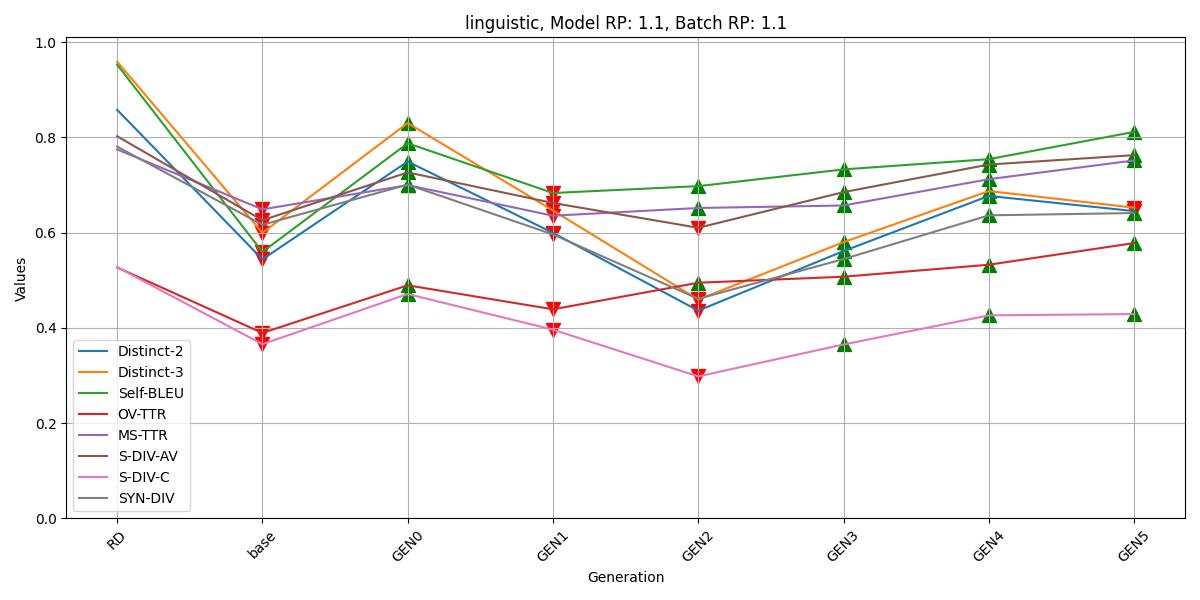 linguistic, Model RP: 1.1, Batch RP: 1.1
1.0
0.8
0.6
0.4
0.2
0.0
Values
Distinct-2
Distinct-3
Self-BLEU
OV-TTR
MS-TTR
S-DIV-AV
S-DIV-C
SYN-DIV
RD
base
GEN0
GEN1
GEN2
GEN3
GEN4
GEN5
Generation